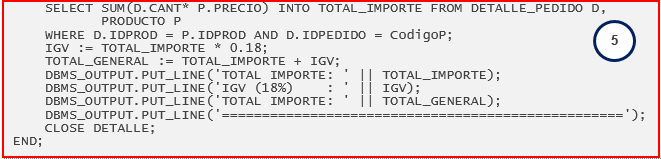 SELECT SUM(D.CANT* P.PRECIO) INTO TOTAL_IMPORTE FROM DETALLE_PEDIDO D,
PRODUCTO P
WHERE D.IDPROD = P.IDPROD AND D.IDPEDIDO = CodigoP;
IGV := TOTAL_IMPORTE * 0.18;
TOTAL_GENERAL := TOTAL_IMPORTE + IGV;
DBMS_OUTPUT.PUT_LINE('TOTAL IMPORTE: ' || TOTAL_IMPORTE);
DBMS_OUTPUT.PUT_LINE('IGV (18%)    : ' || IGV);
DBMS_OUTPUT.PUT_LINE('TOTAL IMPORTE: ' || TOTAL_GENERAL);
DBMS_OUTPUT.PUT_LINE('==================================================');
CLOSE DETALLE;
END;
5